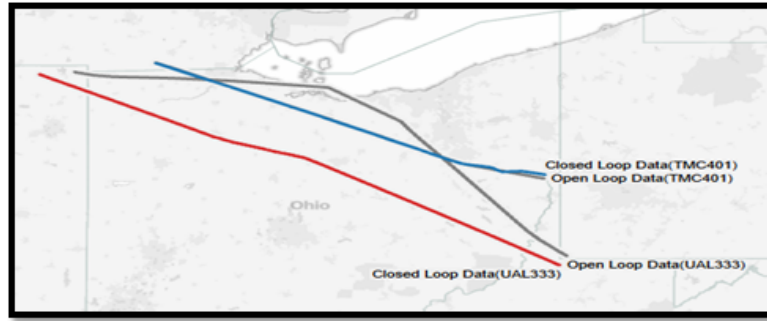 Closed Loop Data(TMC401)
Open Loop Data(TMC401)
Ohio
Open Loop Data(UAL333)
Closed Loop Data(UAL333)